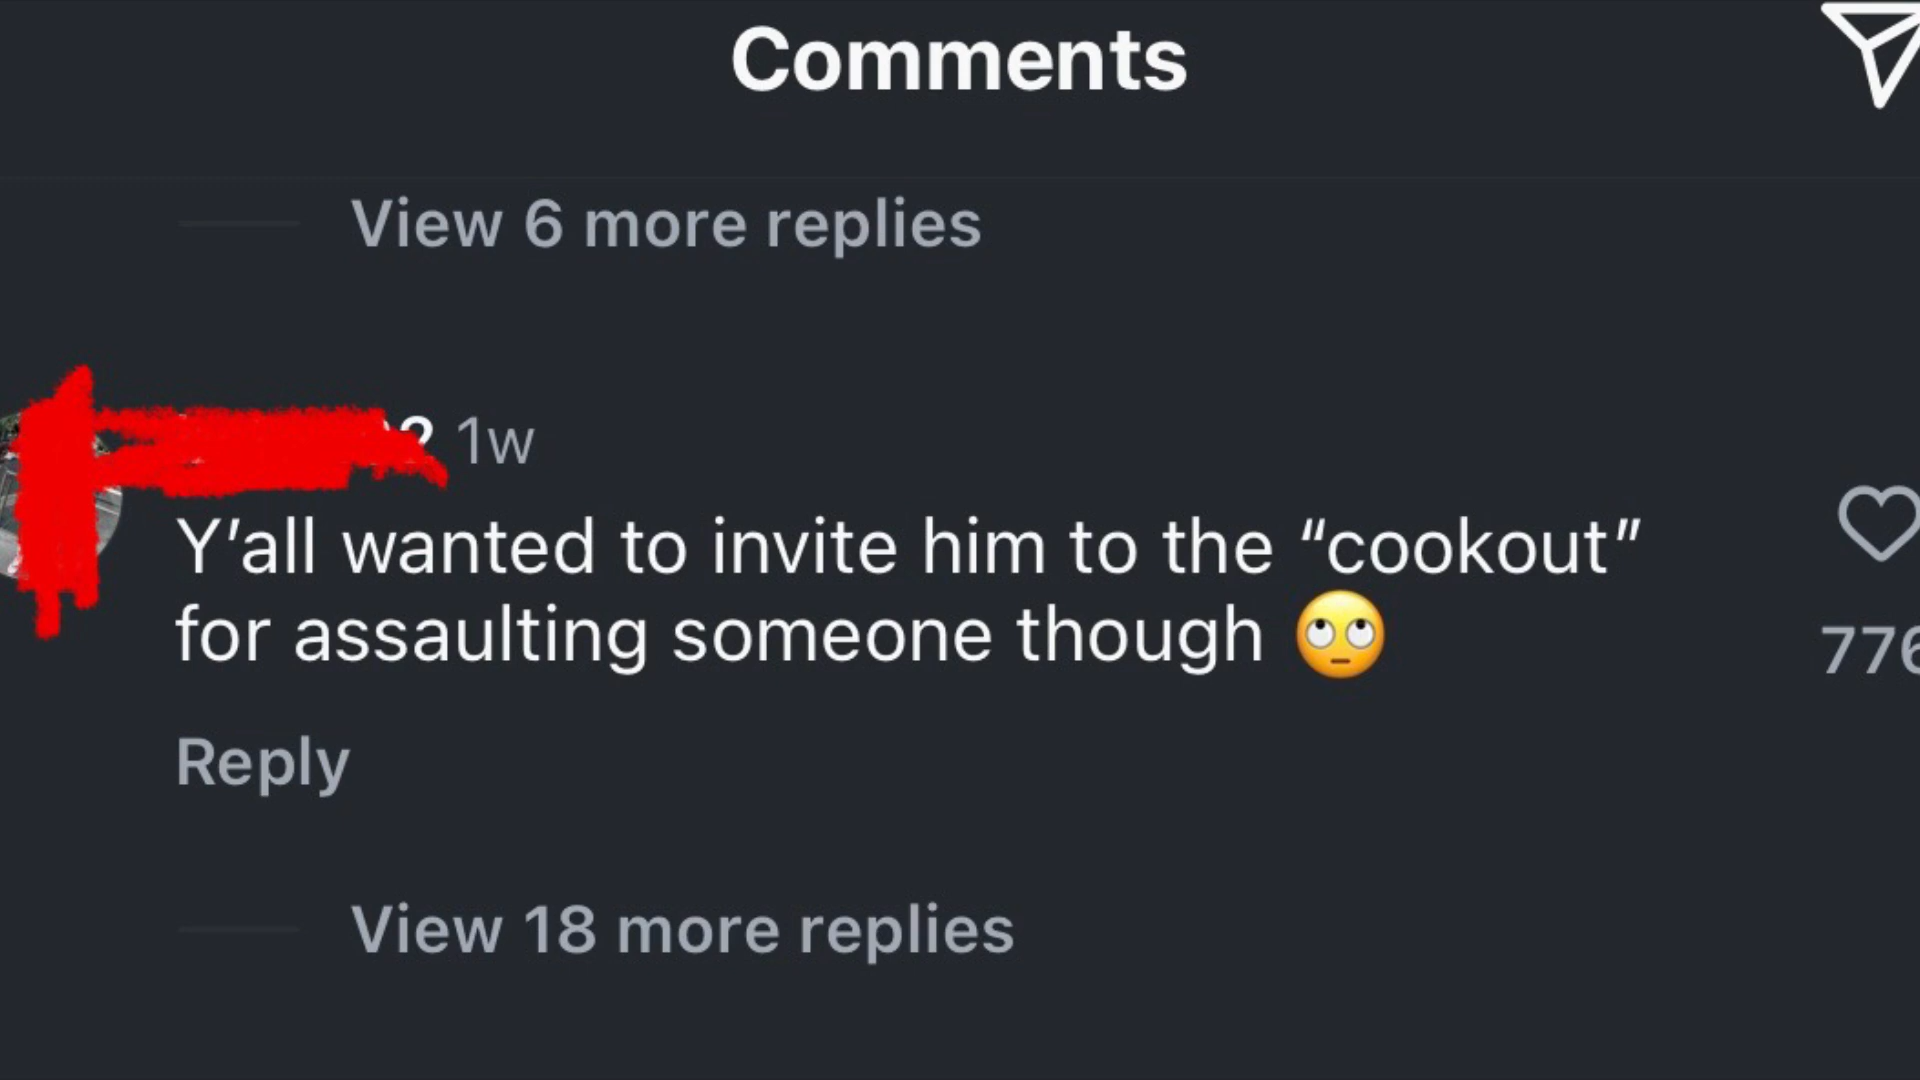 Comments
View 6 more replies
1w
Y’all wanted to invite him to the “cookout”
for assaulting someone though 🙄
776
Reply
View 18 more replies